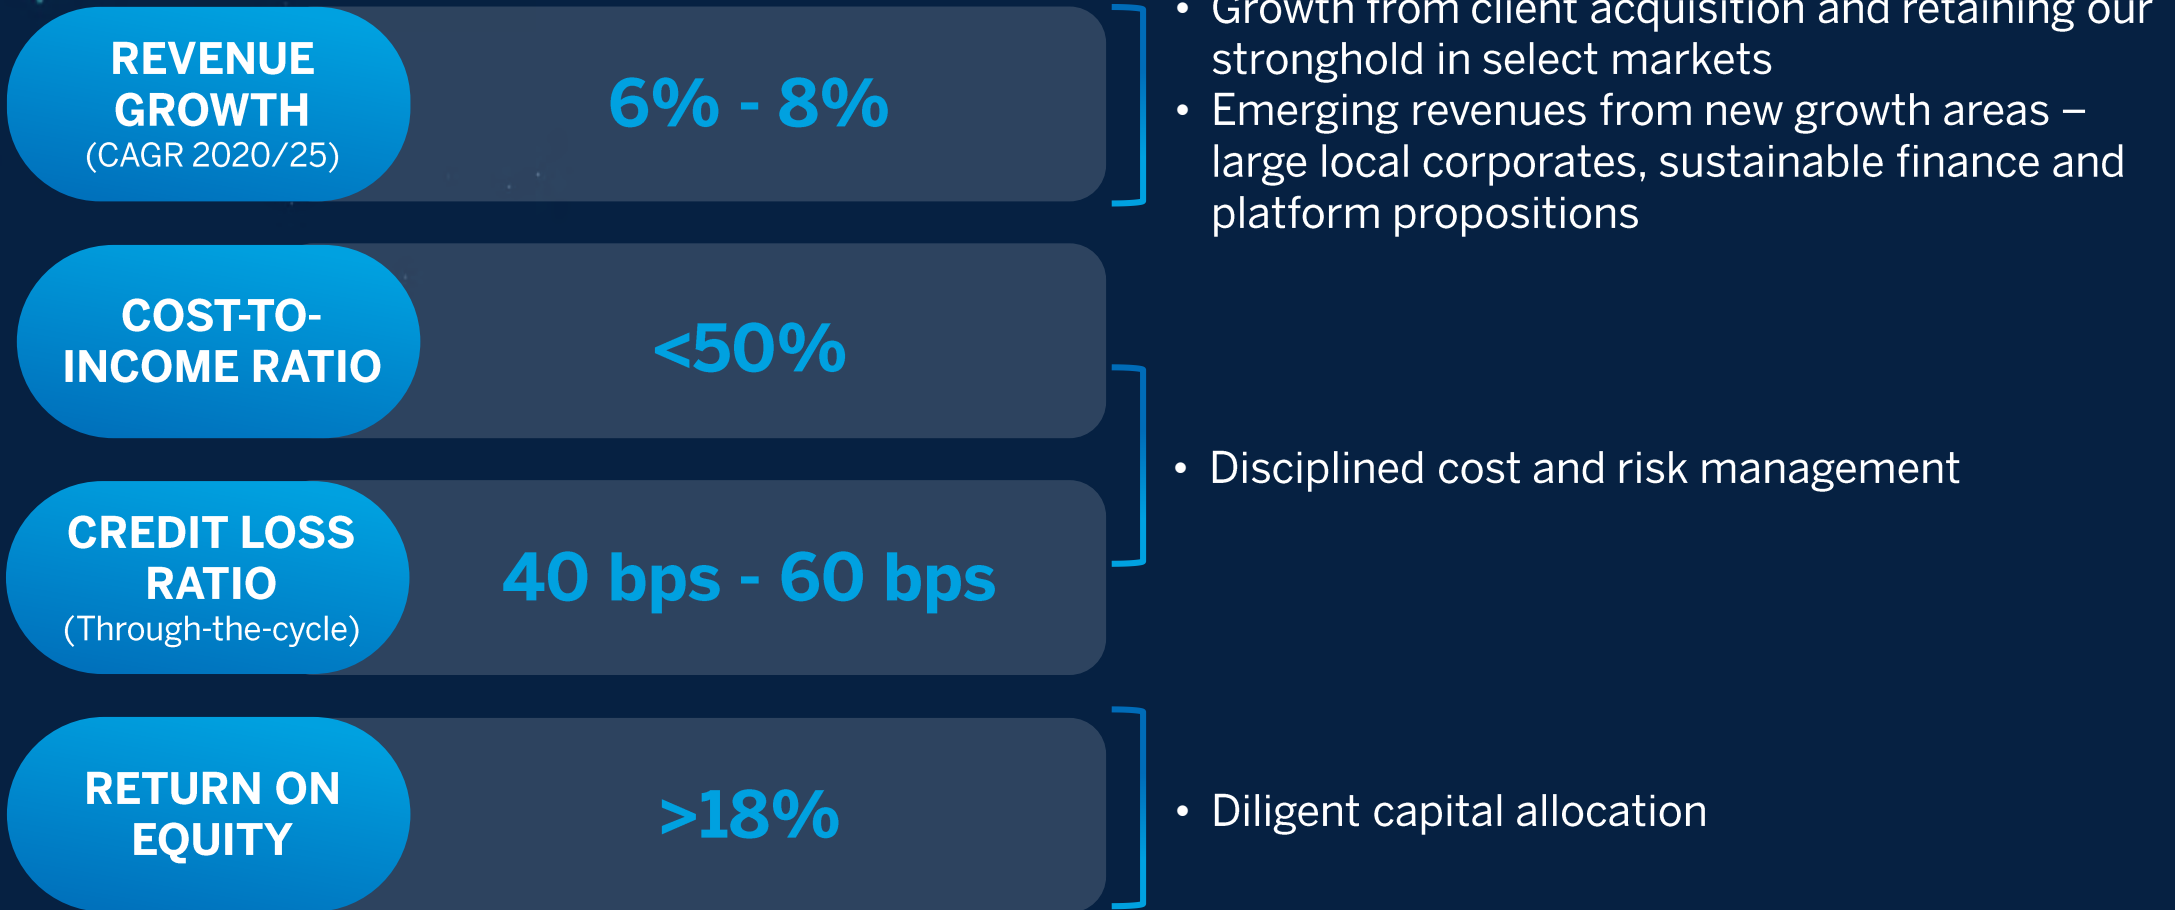 REVENUE
GROWTH
(CAGR 2020/25)
6% - 8%
• Growth from client acquisition and retaining our
stronghold in select markets
• Emerging revenues from new growth areas –
large local corporates, sustainable finance and
platform propositions
COST-TO-
INCOME RATIO
<50%
CREDIT LOSS
RATIO
(Through-the-cycle)
40 bps - 60 bps
• Disciplined cost and risk management
RETURN ON
EQUITY
>18%
• Diligent capital allocation